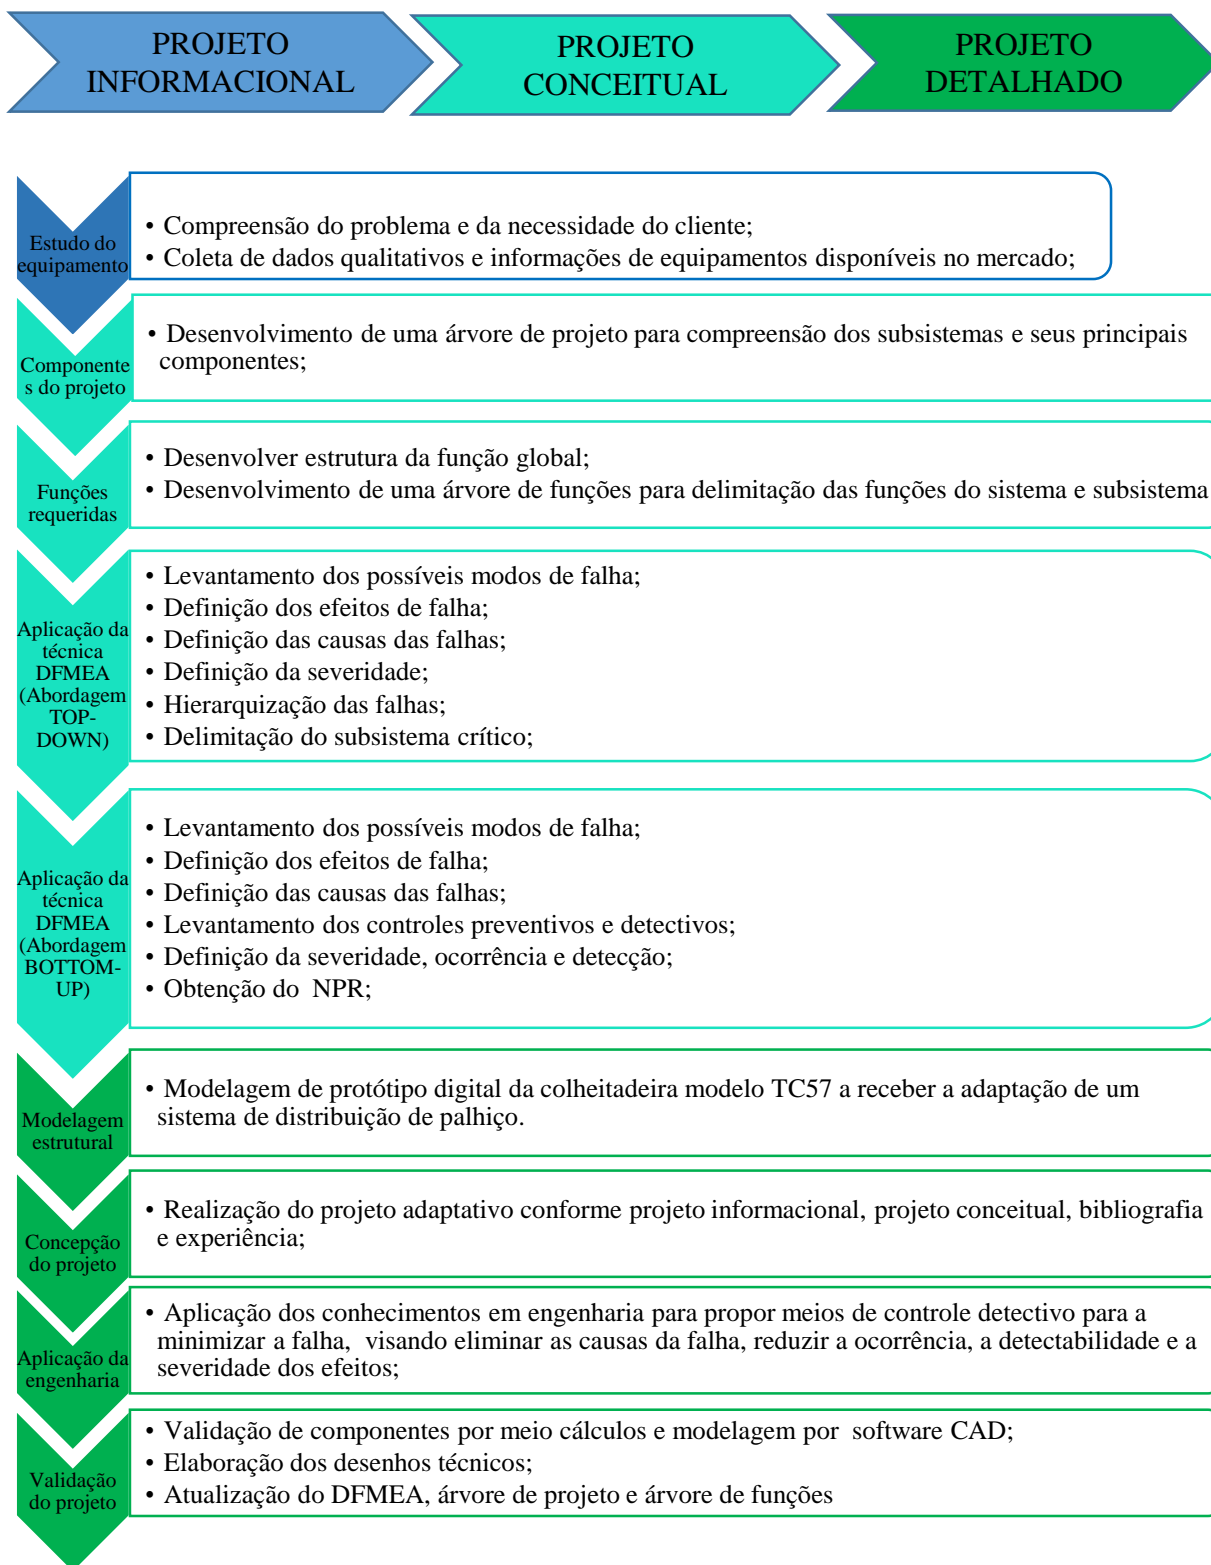 PROJETO
INFORMACIONAL
PROJETO
CONCEITUAL
PROJETO
DETALHADO
Estudo do
equipamento
• Compreensão do problema e da necessidade do cliente;
• Coleta de dados qualitativos e informações de equipamentos disponíveis no mercado;
Componente
s do projeto
• Desenvolvimento de uma árvore de projeto para compreensão dos subsistemas e seus principais
componentes;
Funções
requeridas
• Desenvolver estrutura da função global;
• Desenvolvimento de uma árvore de funções para delimitação das funções do sistema e subsistema
Aplicação da
técnica
DFMEA
(Abordagem
TOP-
DOWN)
• Levantamento dos possíveis modos de falha;
• Definição dos efeitos de falha;
• Definição das causas das falhas;
• Definição da severidade;
• Hierarquização das falhas;
• Delimitação do subsistema crítico;
Aplicação da
técnica
DFMEA
(Abordagem
BOTTOM-
UP)
• Levantamento dos possíveis modos de falha;
• Definição dos efeitos de falha;
• Definição das causas das falhas;
• Levantamento dos controles preventivos e detectivos;
• Definição da severidade, ocorrência e detecção;
• Obtenção do  NPR;
Modelagem
estrutural
• Modelagem de protótipo digital da colheitadeira modelo TC57 a receber a adaptação de um
sistema de distribuição de palhiço.
Concepção
do projeto
• Realização do projeto adaptativo conforme projeto informacional, projeto conceitual, bibliografia
e experiência;
Aplicação da
engenharia
• Aplicação dos conhecimentos em engenharia para propor meios de controle detectivo para a
minimizar a falha,  visando eliminar as causas da falha, reduzir a ocorrência, a detectabilidade e a
severidade dos efeitos;
Validação
do projeto
• Validação de componentes por meio cálculos e modelagem por  software CAD;
• Elaboração dos desenhos técnicos;
• Atualização do DFMEA, árvore de projeto e árvore de funções